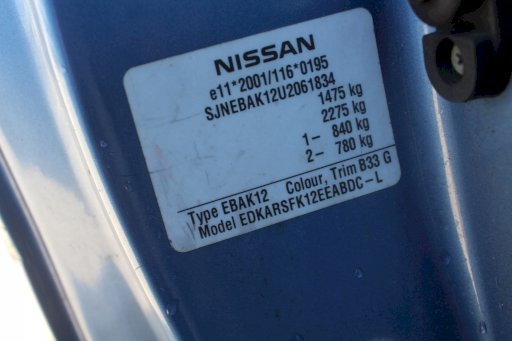 NISSAN
e11*2001/116*0195
SJNEBAK12U2061834
1475 kg
2275 kg
1– 840 kg
2– 780 kg
Type EBAK12 Colour, Trim B33 G
Model EDKARSFK12EEABDC–L